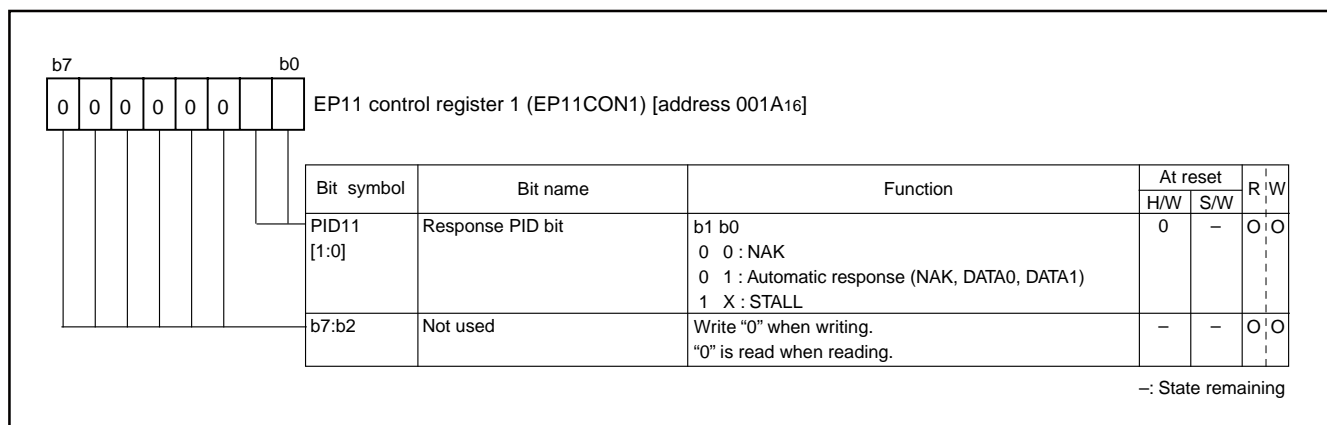 b7 b0
0 0 0 0 0 0 EP11 control register 1 (EP11CON1) [address 001A16]
Bit symbol Bit name Function At reset R W
H/W S/W
PID11 Response PID bit b1 b0 0 – O O
[1:0] 0 0 : NAK
0 1 : Automatic response (NAK, DATA0, DATA1)
1 X : STALL
b7:b2 Not used Write “0” when writing. – – O O
“0” is read when reading.
–: State remaining